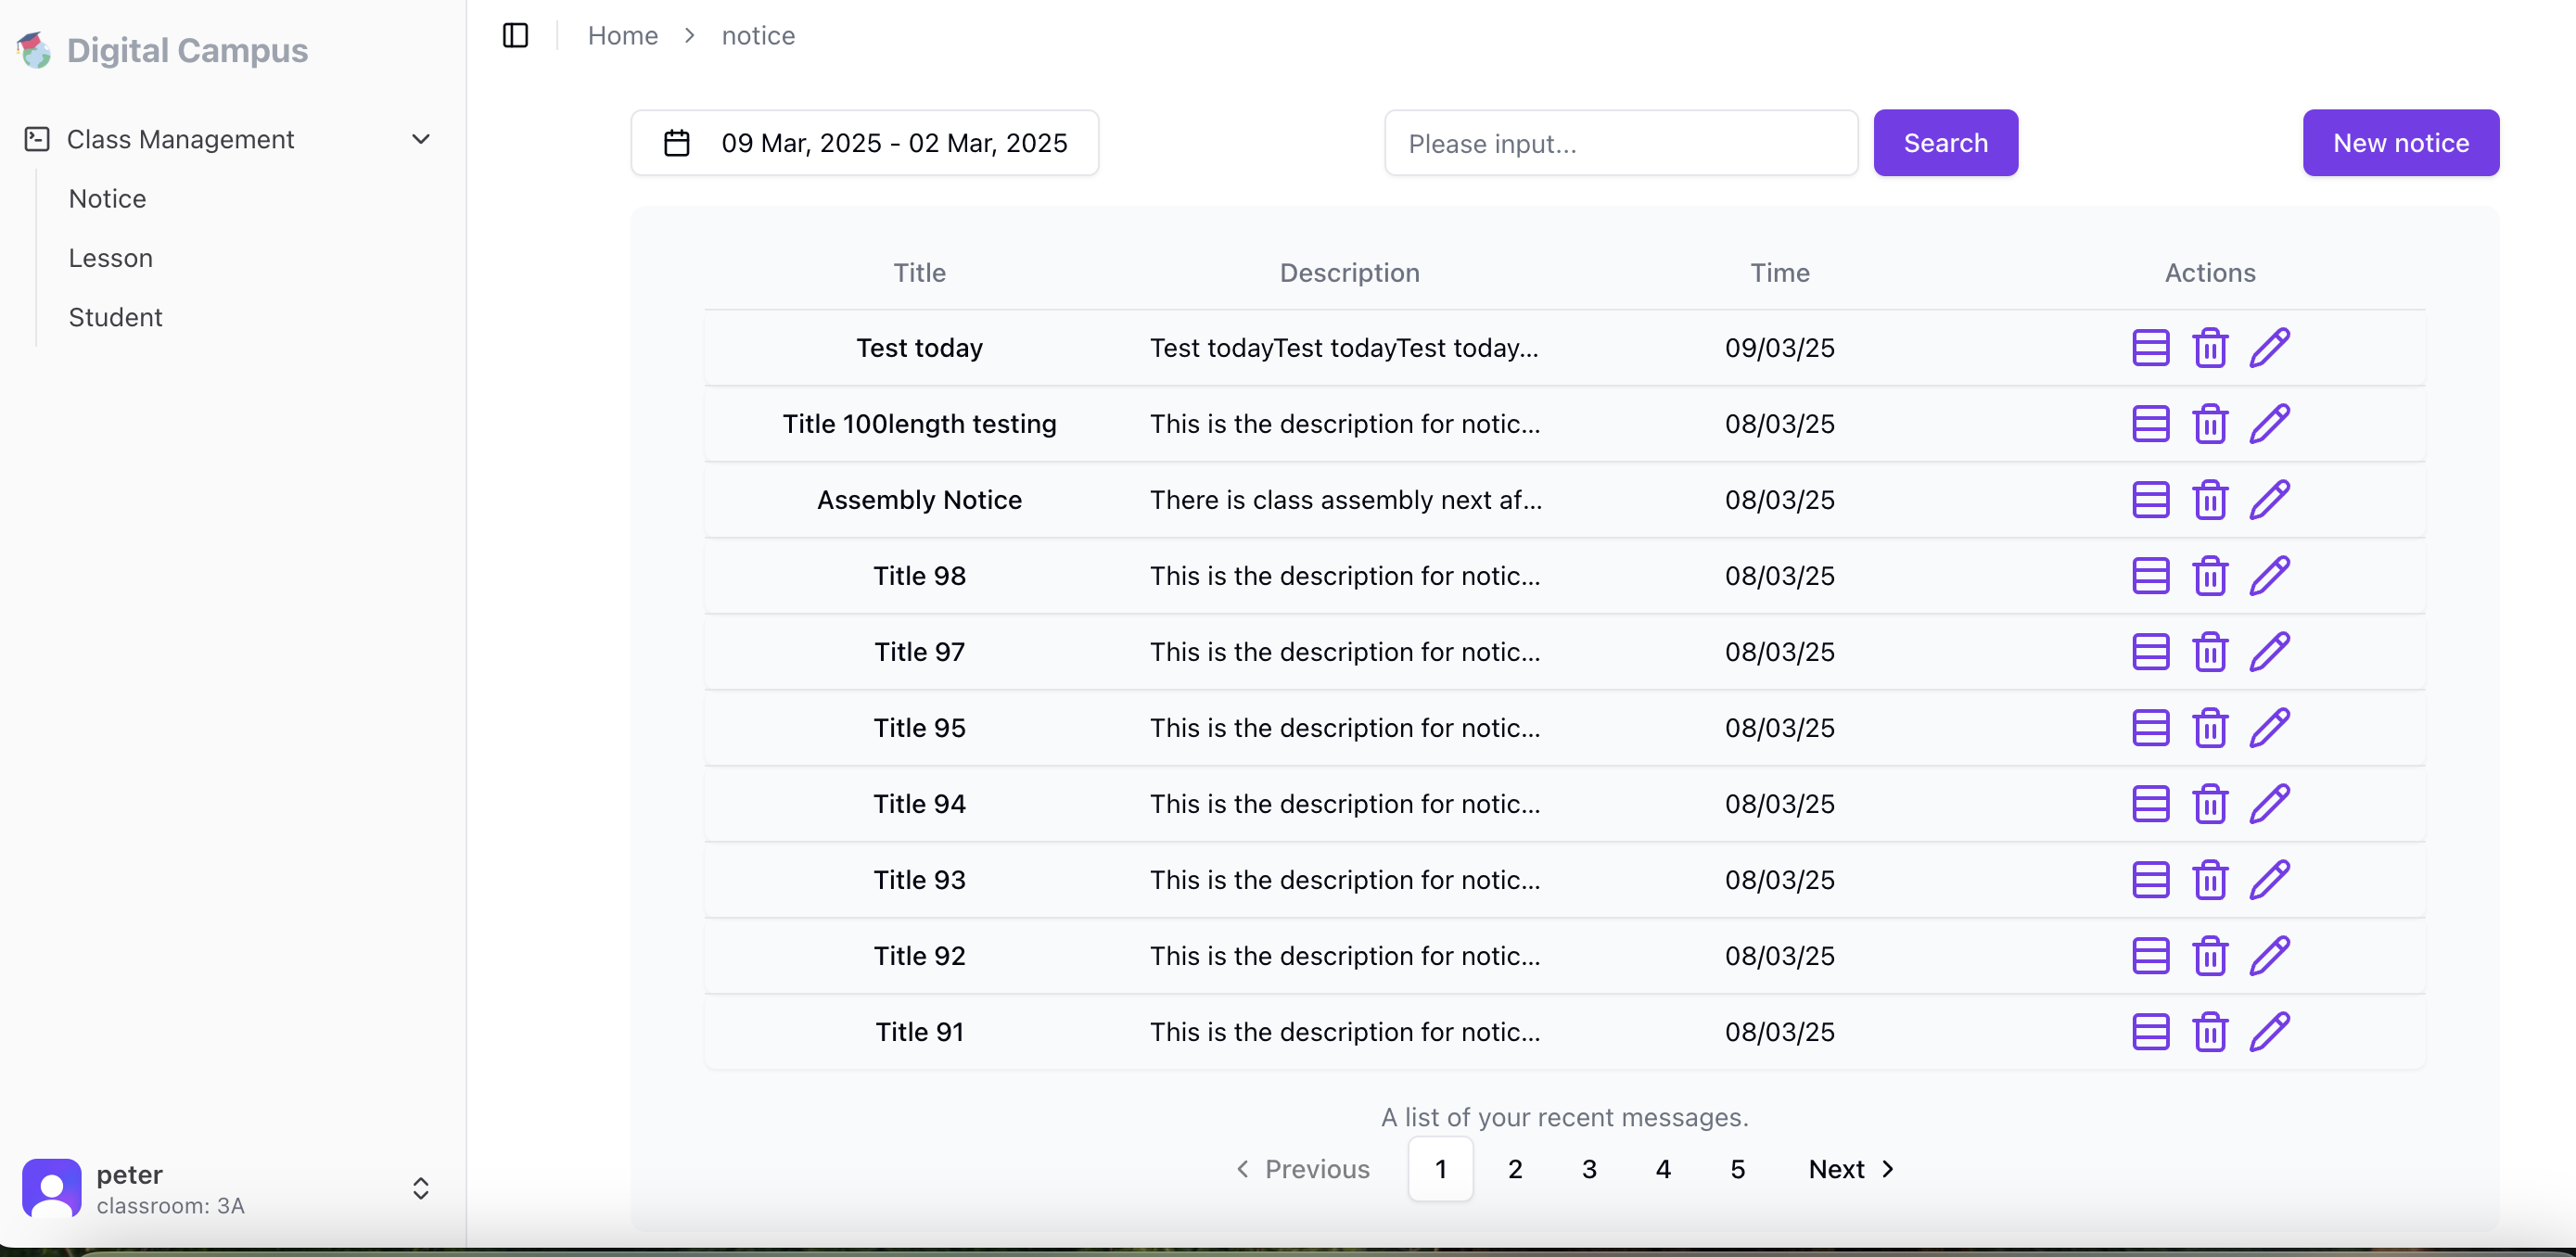 Digital Campus
Class Management
Notice
Lesson
Student
peter
classroom: 3A
Home > notice
09 Mar, 2025 - 02 Mar, 2025
Please input...
Search
New notice
Title Description Time Actions
Test today Test todayTest todayTest today... 09/03/25
Title 100length testing This is the description for notic... 08/03/25
Assembly Notice There is class assembly next af... 08/03/25
Title 98 This is the description for notic... 08/03/25
Title 97 This is the description for notic... 08/03/25
Title 95 This is the description for notic... 08/03/25
Title 94 This is the description for notic... 08/03/25
Title 93 This is the description for notic... 08/03/25
Title 92 This is the description for notic... 08/03/25
Title 91 This is the description for notic... 08/03/25
A list of your recent messages.
Previous 1 2 3 4 5 Next